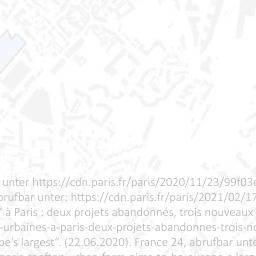 unter https://cdn.paris.fr/paris/2020/11/23/99f03e
brufbar unter: https://cdn.paris.fr/paris/2021/02/17
à Paris ; deux projets abandonnés, trois nouveaux
-urbaines-a-paris-deux-projets-abandonnes-trois-no
pe's largest". (22.06.2020). France 24, abrufbar unte